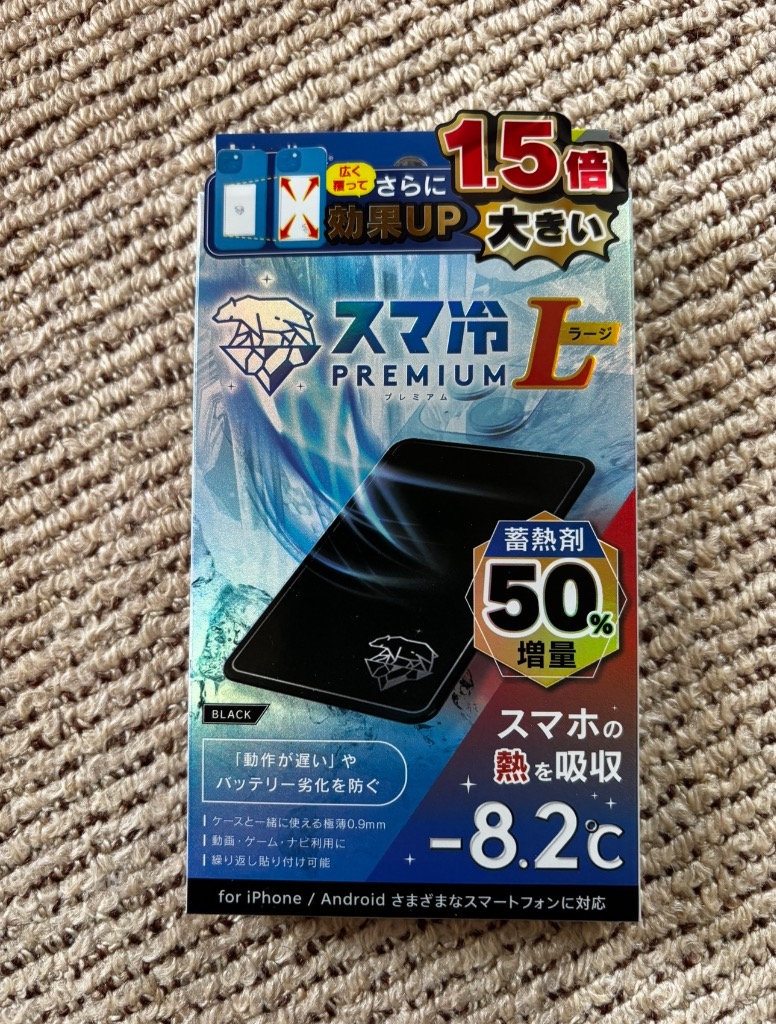 広く
覆って
さらに
効果UP
1.5倍
大きい
スマ冷
PREMIUM
プレミアム
L
ラージ
蓄熱剤
50%
増量
BLACK
スマホの
熱を吸収
-8.2℃
「動作が遅い」や
バッテリー劣化を防ぐ
ケースと一緒に使える極薄0.9mm
動画・ゲーム・ナビ利用に
繰り返し貼り付け可能
for iPhone / Android さまざまなスマートフォンに対応